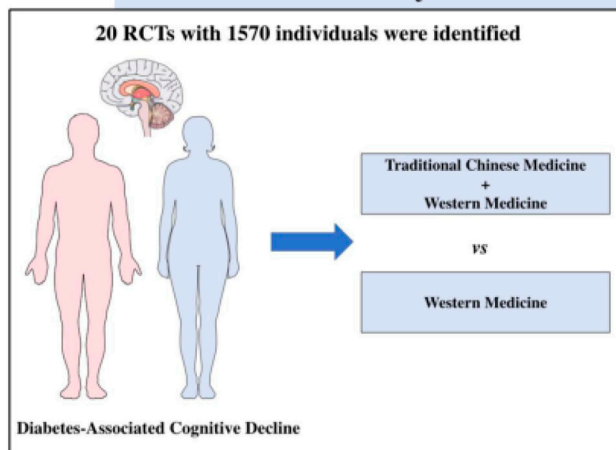 20 RCTs with 1570 individuals were identified
Traditional Chinese Medicine
+
Western Medicine
vs
Western Medicine
Diabetes-Associated Cognitive Decline